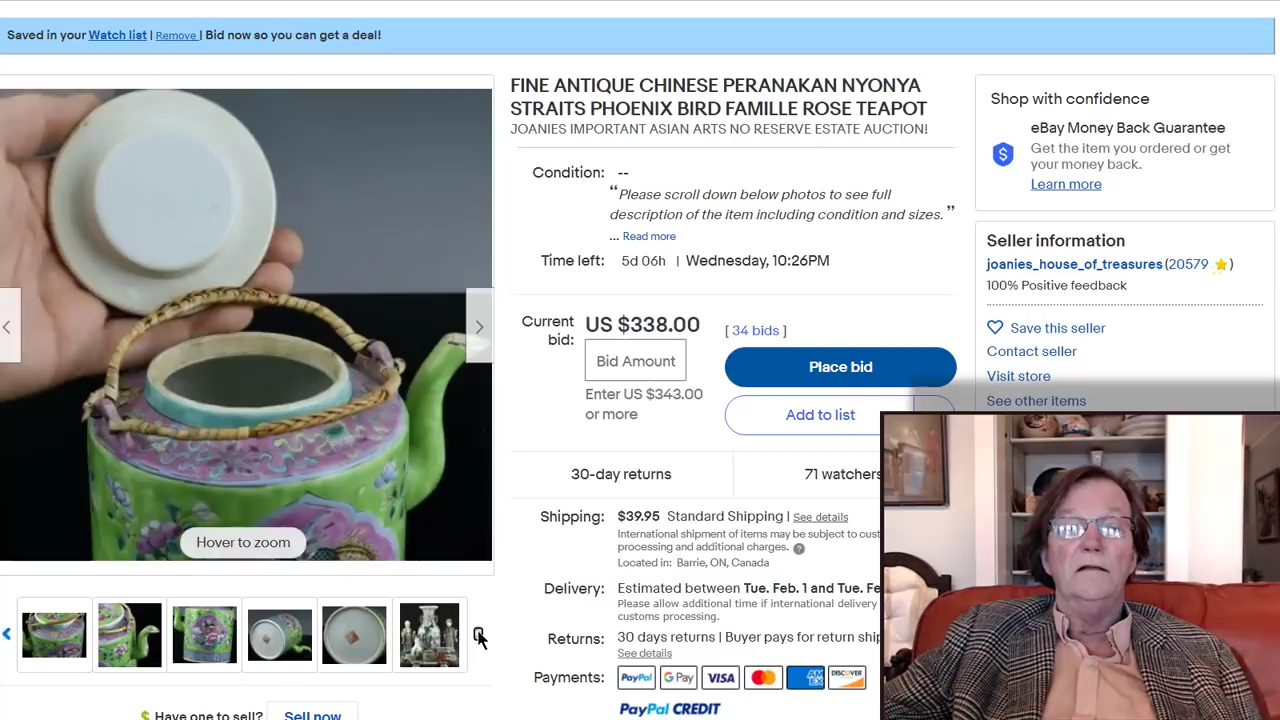 Saved in your Watch list | Remove | Bid now so you can get a deal!
FINE ANTIQUE CHINESE PERANAKAN NYONYA
STRAITS PHOENIX BIRD FAMILLE ROSE TEAPOT
JOANIES IMPORTANT ASIAN ARTS NO RESERVE ESTATE AUCTION!
Condition: --
“Please scroll down below photos to see full
description of the item including condition and sizes.”
... Read more
Time left: 5d 06h | Wednesday, 10:26PM
Current
bid:
US $338.00
[ 34 bids ]
Bid Amount
Place bid
Enter US $343.00
or more
Add to list
30-day returns
71 watchers
Shipping: $39.95 Standard Shipping | See details
International shipment of items may be subject to cust
processing and additional charges.
Located in: Barrie, ON, Canada
Delivery: Estimated between Tue. Feb. 1 and Tue. Fe
Please allow additional time if international delivery
customs processing.
Returns: 30 days returns | Buyer pays for return ship
See details
Payments: PayPal G Pay VISA MasterCard AM EX DISCOVER
PayPal CREDIT
Hover to zoom
Have one to sell? Sell now
Shop with confidence
eBay Money Back Guarantee
Get the item you ordered or get
your money back.
Learn more
Seller information
joanies_house_of_treasures (20579 )
100% Positive feedback
Save this seller
Contact seller
Visit store
See other items